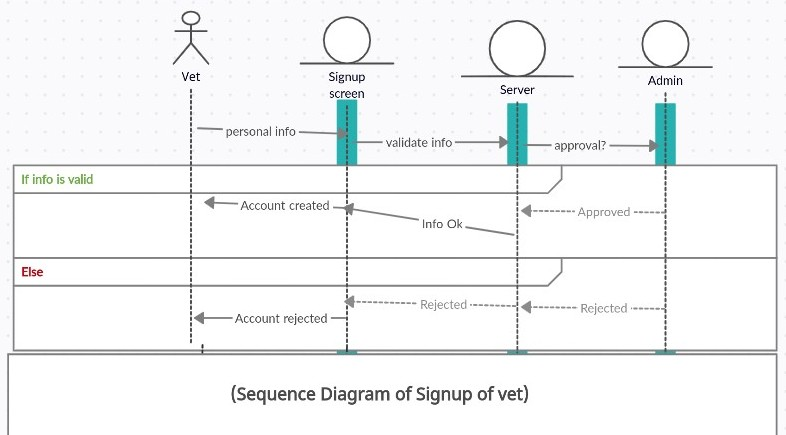 Vet
Signup
screen
Server
Admin
personal info
validate info
approval?
If info is valid
Account created
Info Ok
Approved
Else
Rejected
Rejected
Account rejected
(Sequence Diagram of Signup of vet)